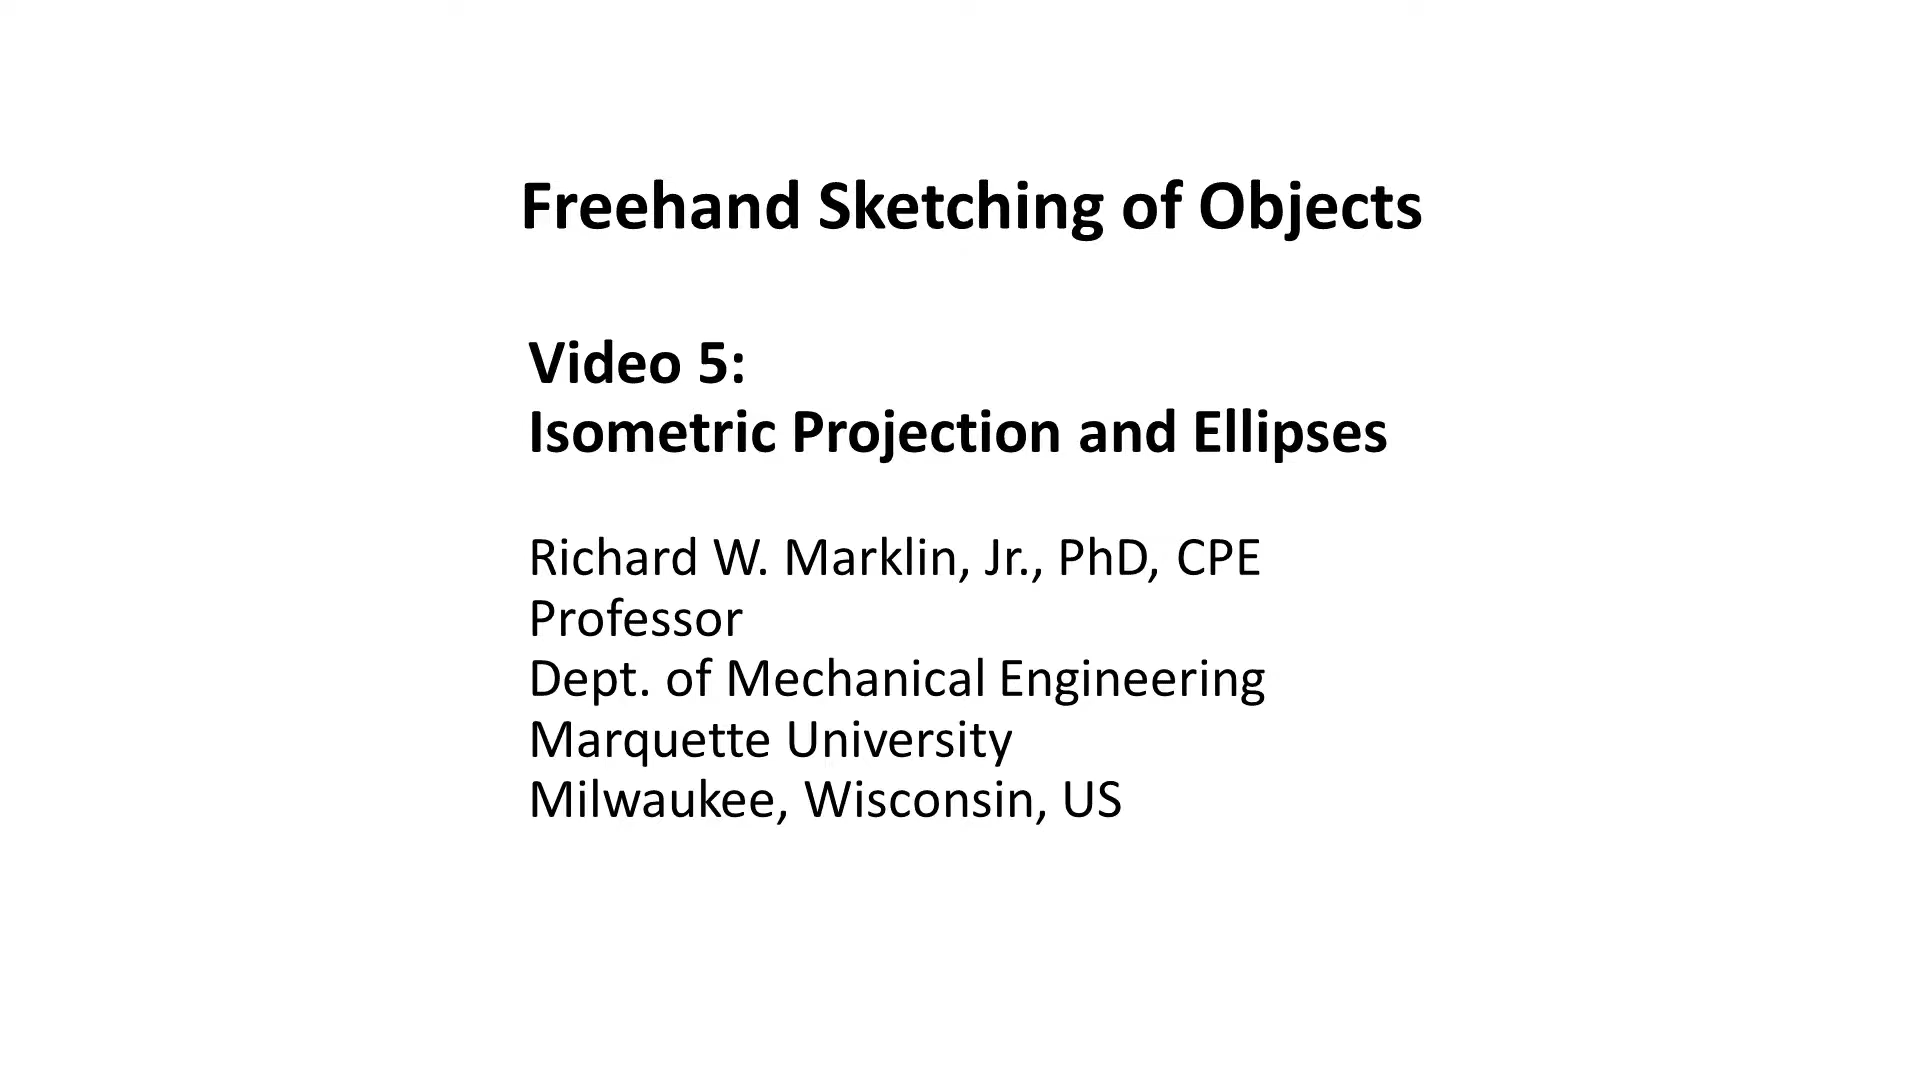 Freehand Sketching of Objects
Video 5:
Isometric Projection and Ellipses
Richard W. Marklin, Jr., PhD, CPE
Professor
Dept. of Mechanical Engineering
Marquette University
Milwaukee, Wisconsin, US